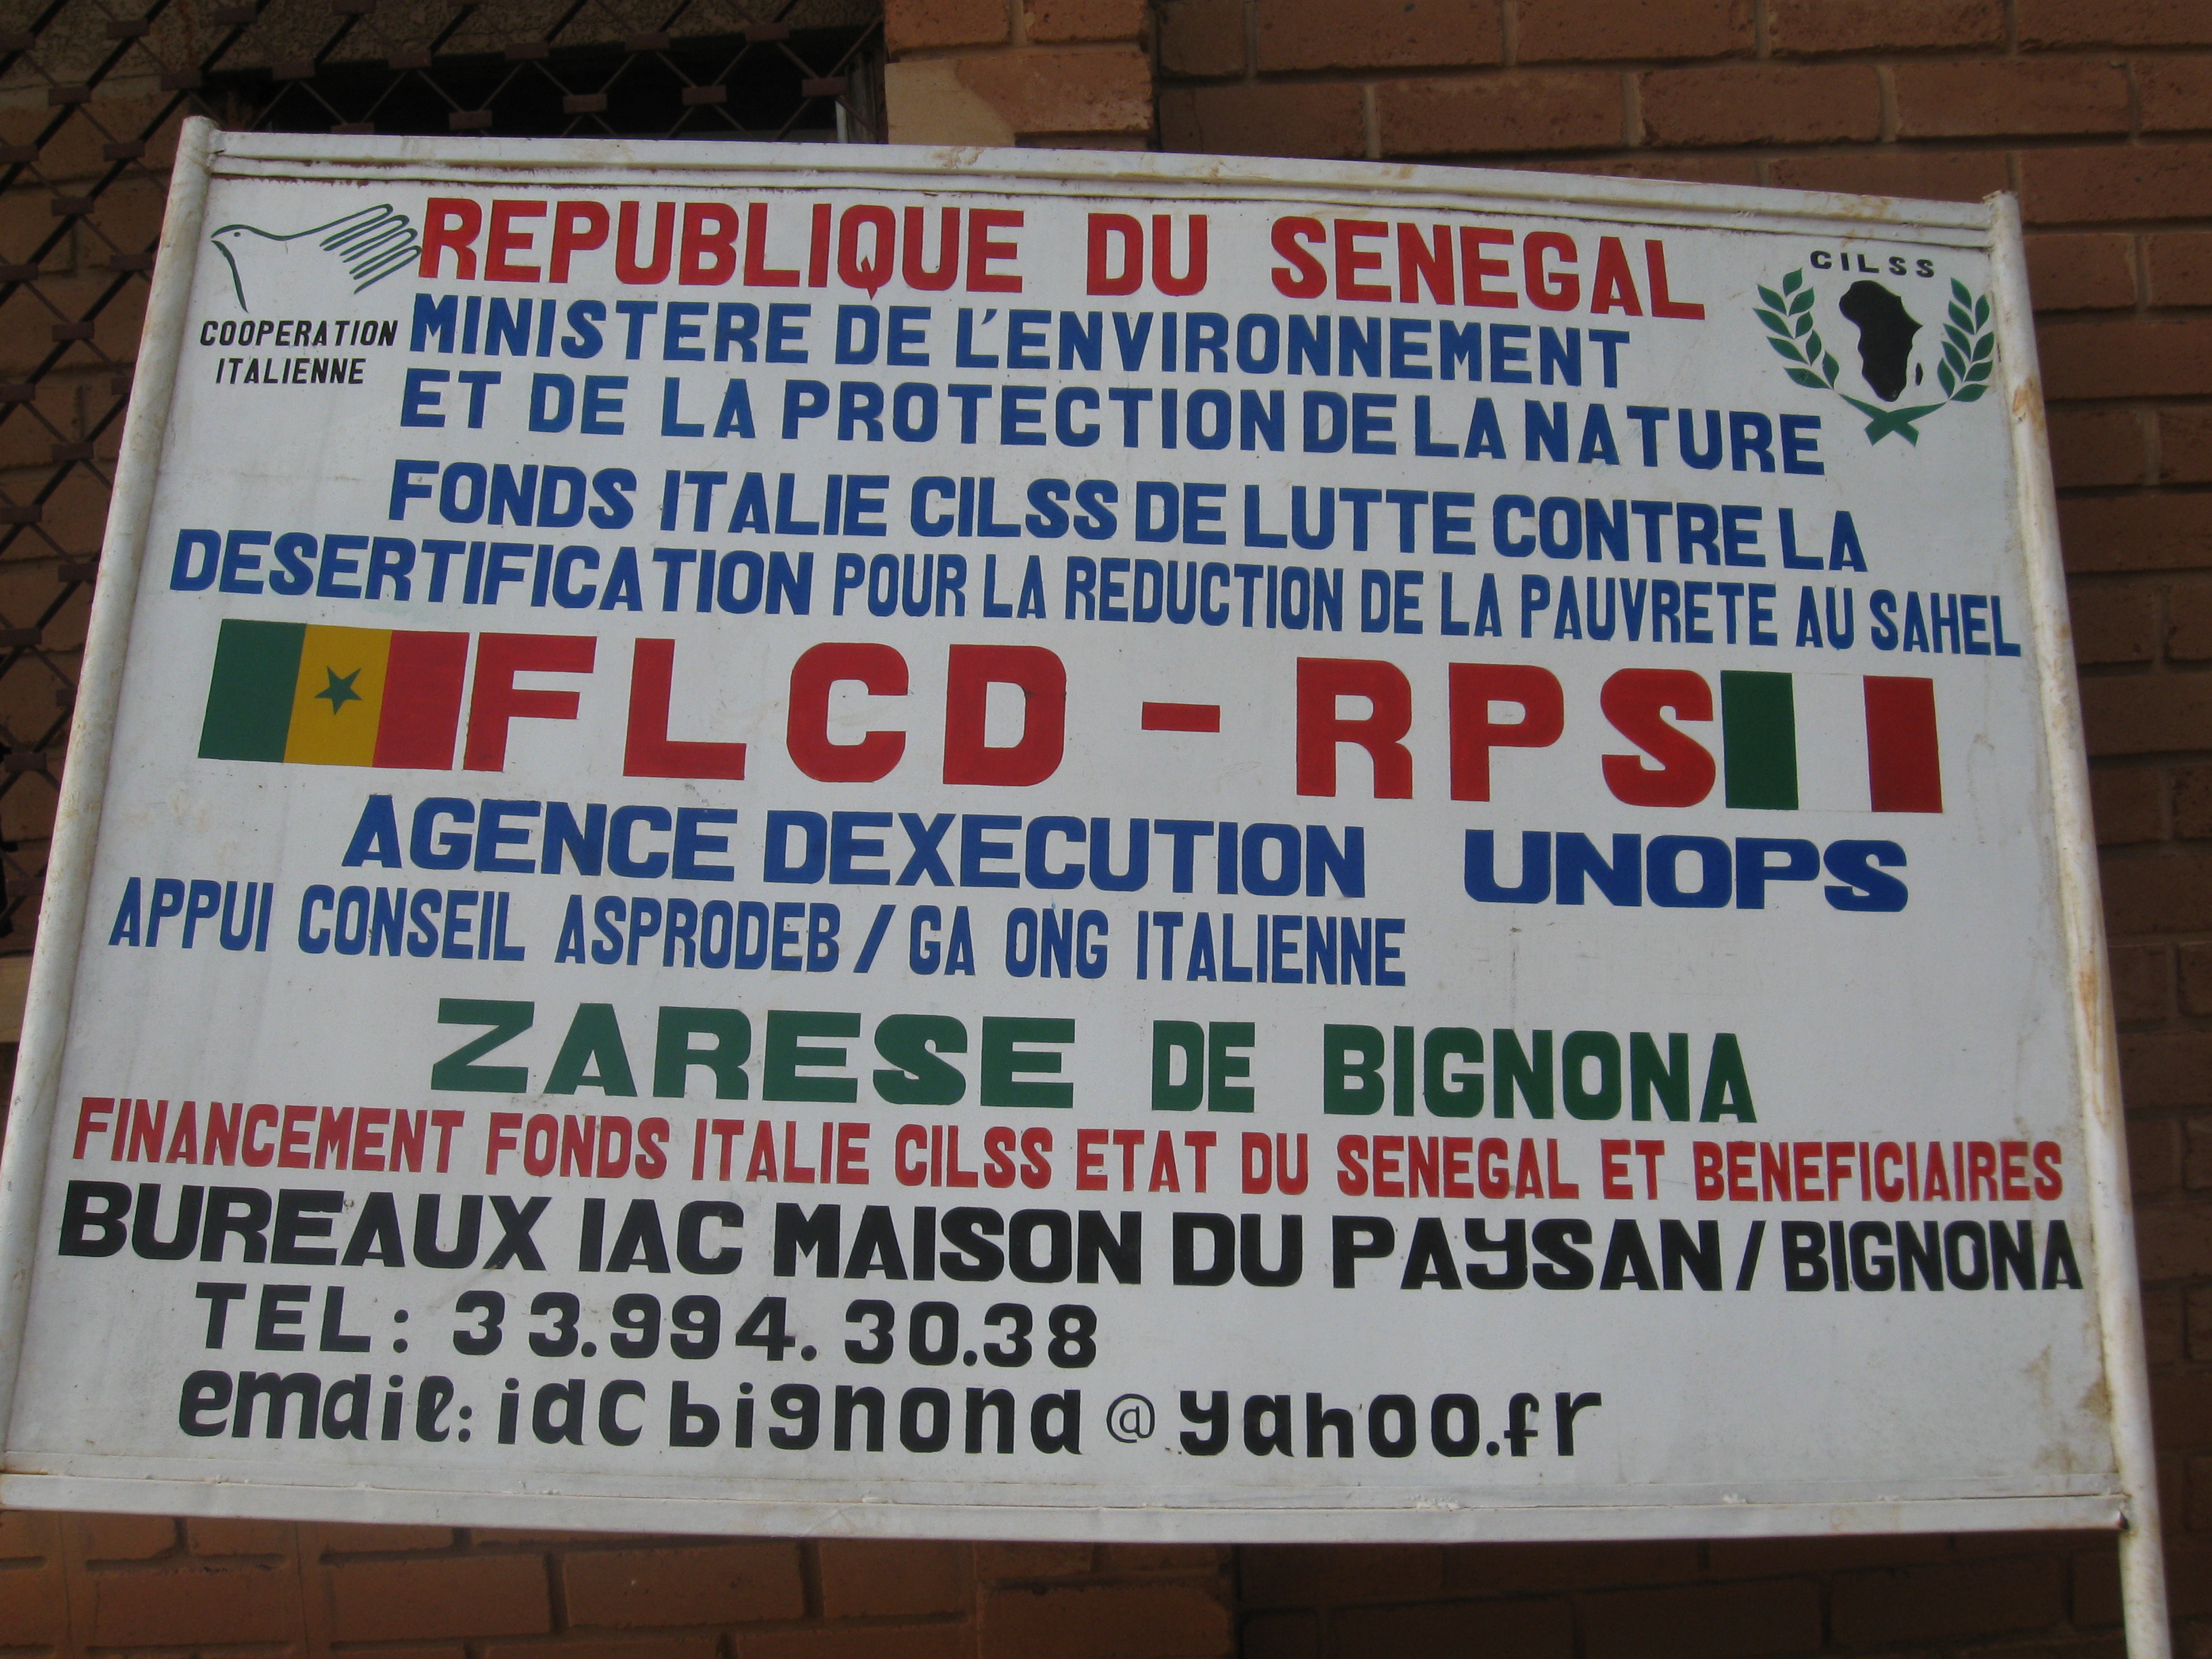 REPUBLIQUE DU SENEGAL
CILSS
COOPERATION
ITALIENNE
MINISTERE DE L'ENVIRONNEMENT
ET DE LA PROTECTION DE LA NATURE
FONDS ITALIE CILSS DE LUTTE CONTRE LA
DESERTIFICATION POUR LA REDUCTION DE LA PAUVRETE AU SAHEL
FLCD - RPS
AGENCE DEXECUTION UNOPS
APPUI CONSEIL ASPRODEB / GA ONG ITALIENNE
ZARESE DE BIGNONA
FINANCEMENT FONDS ITALIE CILSS ETAT DU SENEGAL ET BENEFICIAIRES
BUREAUX IAC MAISON DU PAYSAN / BIGNONA
TEL: 33.994.30.38
email: iacbignona@yahoo.fr